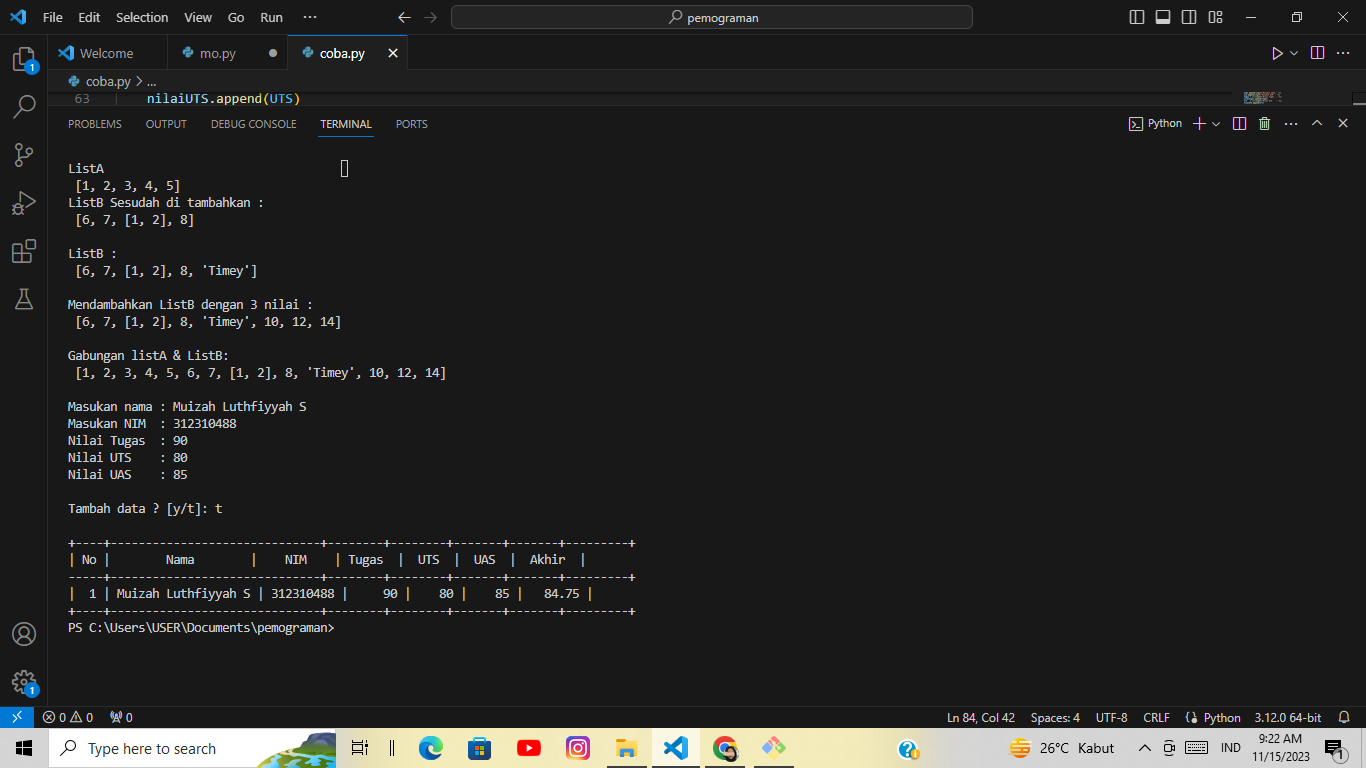 File Edit Selection View Go Run ··· pemograman
Welcome mo.py coba.py
coba.py > ...
63 nilaiUTS.append(UTS)
PROBLEMS OUTPUT DEBUG CONSOLE TERMINAL PORTS Python
ListA
[1, 2, 3, 4, 5]
ListB Sesudah di tambahkan :
[6, 7, [1, 2], 8]
ListB :
[6, 7, [1, 2], 8, 'Timey']
Mendambahkan ListB dengan 3 nilai :
[6, 7, [1, 2], 8, 'Timey', 10, 12, 14]
Gabungan listA & ListB:
[1, 2, 3, 4, 5, 6, 7, [1, 2], 8, 'Timey', 10, 12, 14]
Masukan nama : Muizah Luthfiyyah S
Masukan NIM  : 312310488
Nilai Tugas  : 90
Nilai UTS    : 80
Nilai UAS    : 85
Tambah data ? [y/t]: t
+----+------------------------------+--------+--------+-------+-------+---------+
| No |        Nama        |    NIM    | Tugas  |  UTS  |  UAS  |  Akhir  |
-----+------------------------------+--------+--------+-------+-------+---------+
|  1 | Muizah Luthfiyyah S | 312310488 |     90 |    80 |    85 |   84.75 |
+----+------------------------------+--------+--------+-------+-------+---------+
PS C:\Users\USER\Documents\pemograman>
1
1
0 0 0 Ln 84, Col 42 Spaces: 4 UTF-8 CRLF Python 3.12.0 64-bit
Type here to search 26°C Kabut IND 9:22 AM
11/15/2023 1